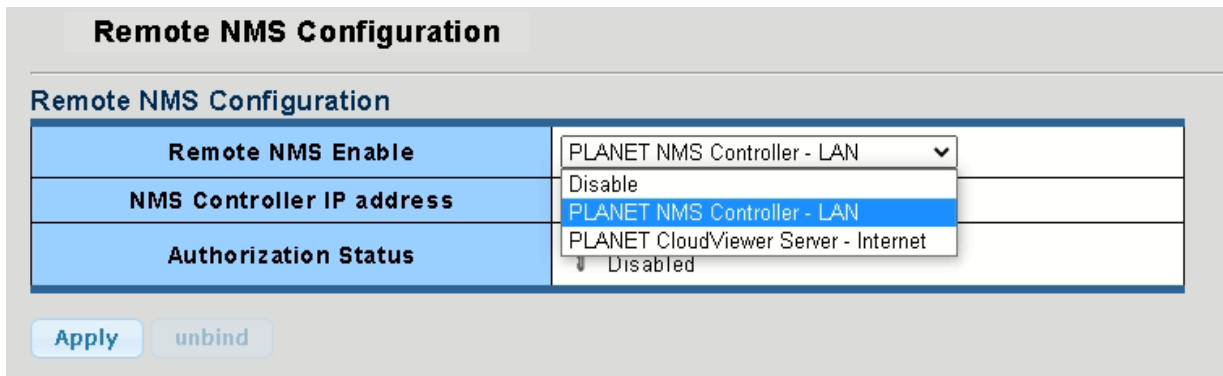 Remote NMS Configuration
Remote NMS Configuration
Remote NMS Enable
PLANET NMS Controller - LAN
Disable
NMS Controller IP address
PLANET NMS Controller - LAN
PLANET CloudViewer Server - Internet
Authorization Status
Disabled
Apply unbind